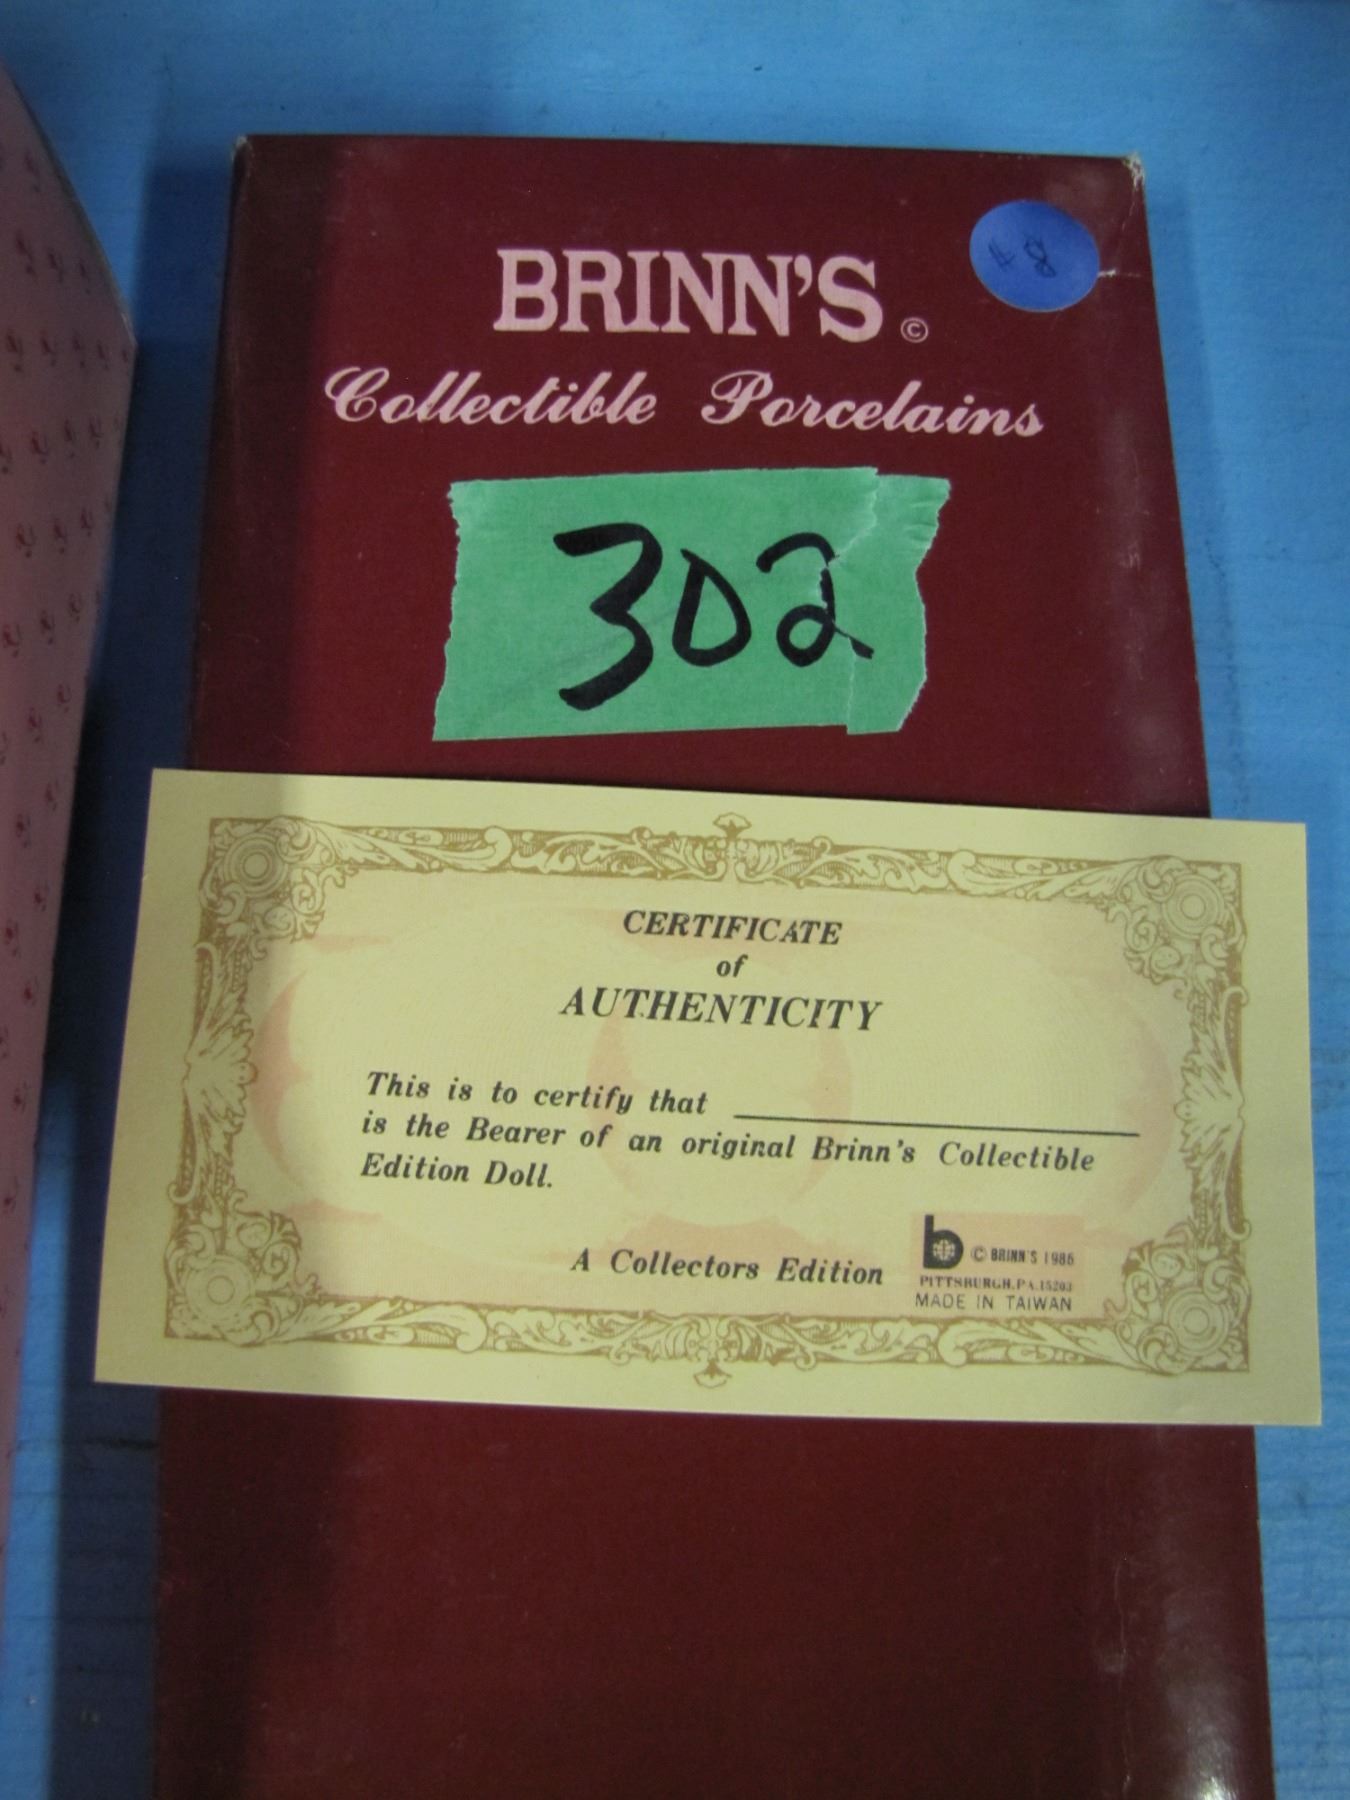 BRINN'S ©
#8
Collectible Porcelains
302
CERTIFICATE
of
AUTHENTICITY
This is to certify that
is the Bearer of an original Brinn's Collectible
Edition Doll.
A Collectors Edition
b © BRINN'S 1986
PITTSBURGH, PA. 15203
MADE IN TAIWAN